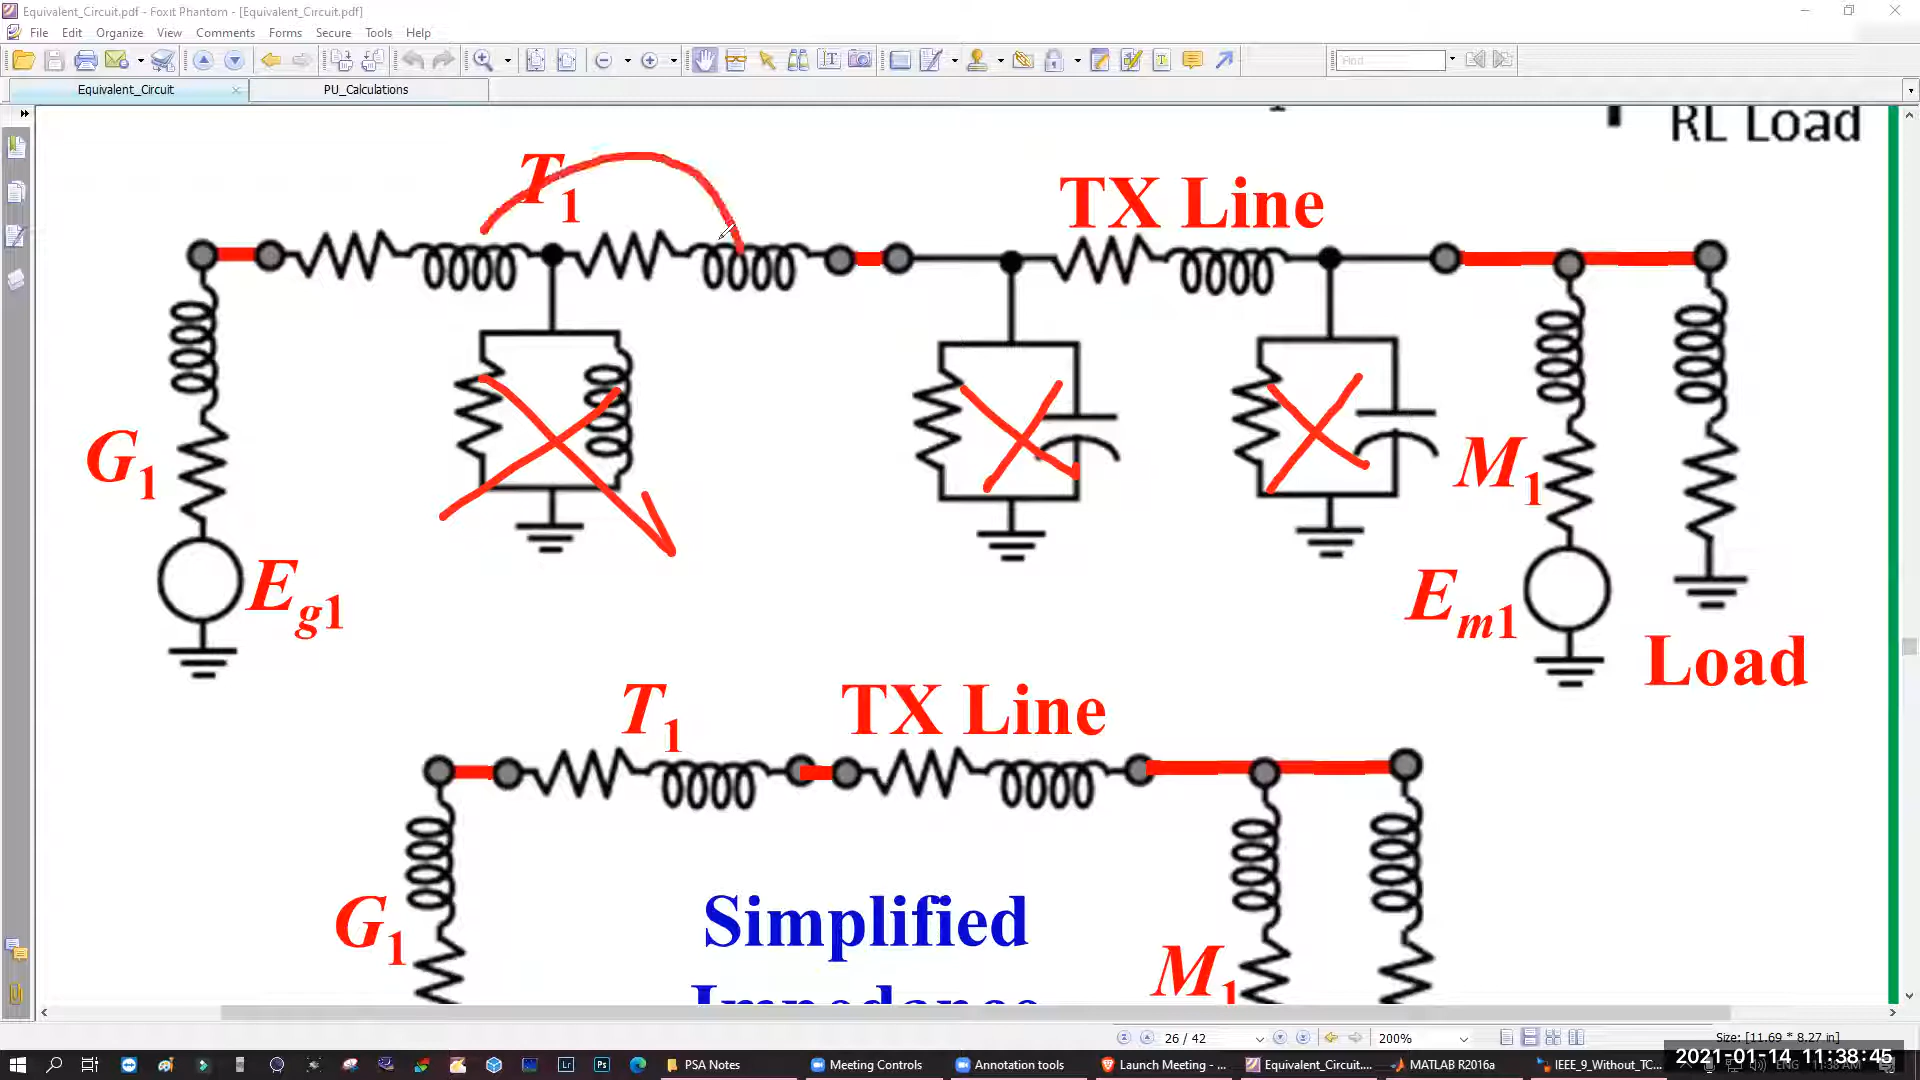 Equivalent_Circuit.pdf - Foxit Phantom - [Equivalent_Circuit.pdf]
File Edit Organize View Comments Forms Secure Tools Help
Find
Equivalent_Circuit PU_Calculations
RL Load
T1
TX Line
G1
M1
Eg1
Em1
Load
T1 TX Line
G1
Simplified
M1
Impedance
26 / 42 200%
Size: [11.69 * 8.27 in]
PSA Notes Meeting Controls Annotation tools Launch Meeting - ... Equivalent_Circuit.... MATLAB R2016a IEEE_9_Without_TC...
2021-01-14 11:38:45